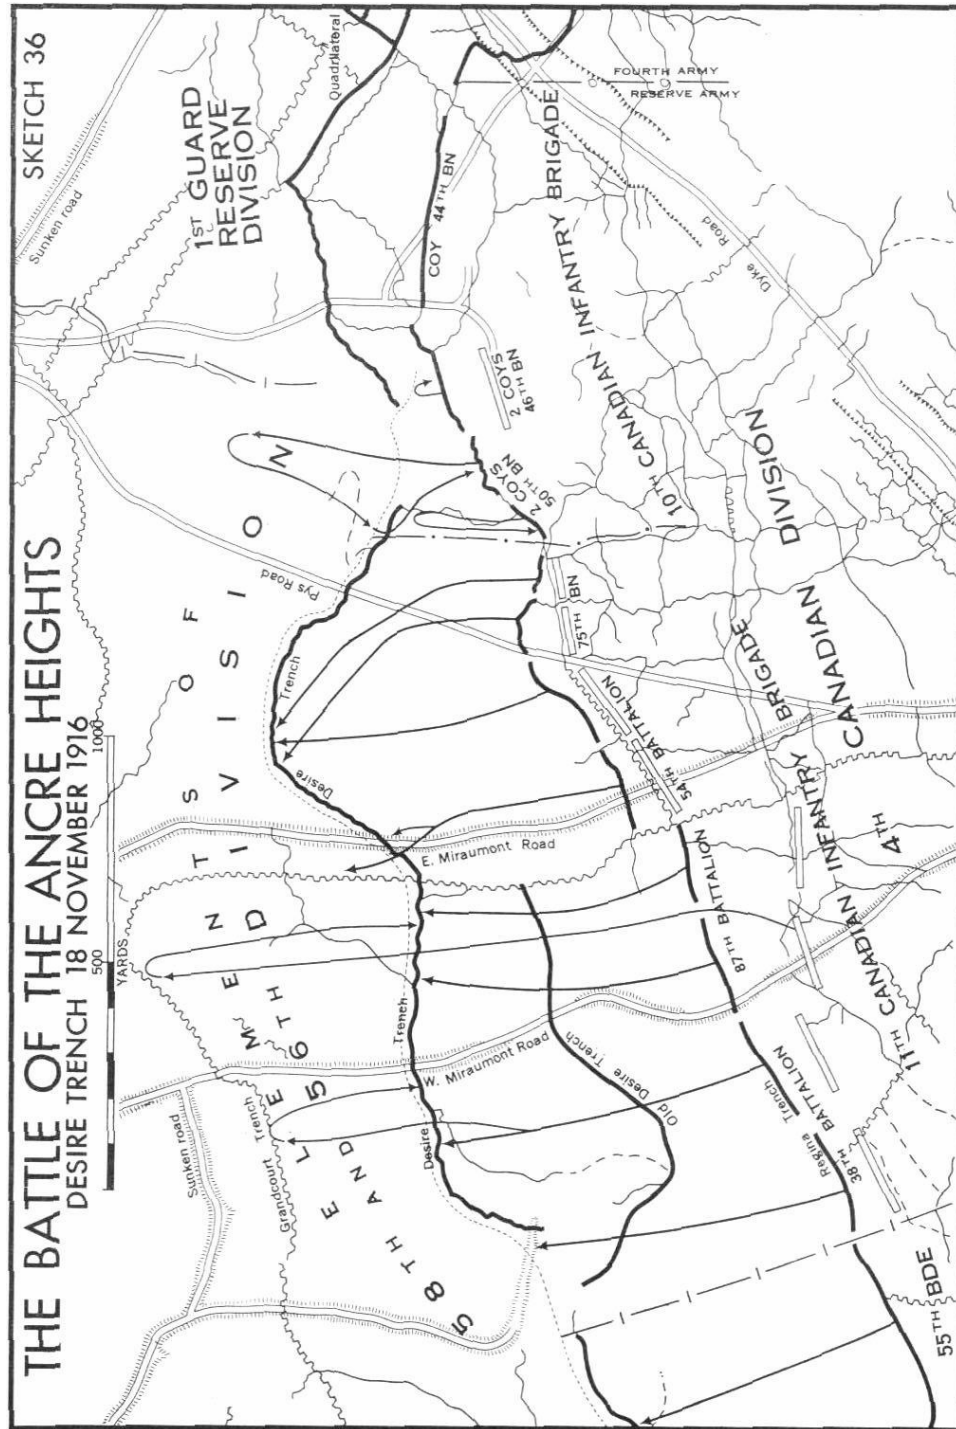 THE BATTLE OF THE ANCRE HEIGHTS
DESIRE TRENCH 18 NOVEMBER 1916
SKETCH 36
500
1000
YARDS
Sunken road
Sunken road
Quadrilateral
1ST GUARD
RESERVE
DIVISION
ELEMENTS OF
58TH AND 56TH DIVISION
Grandcourt Trench
Pys Road
Desire Trench
Desire Trench
W. Miraumont Road
E. Miraumont Road
Old Desire Trench
COY 44TH BN
FOURTH ARMY
RESERVE ARMY
2 COYS
46TH BN
2 COYS
50TH BN
75TH BN
54TH BATTALION
87TH BATTALION
Regina Trench
38TH BATTALION
55TH BDE
10TH CANADIAN INFANTRY BRIGADE
11TH CANADIAN INFANTRY BRIGADE
4TH CANADIAN DIVISION
Dyke Road